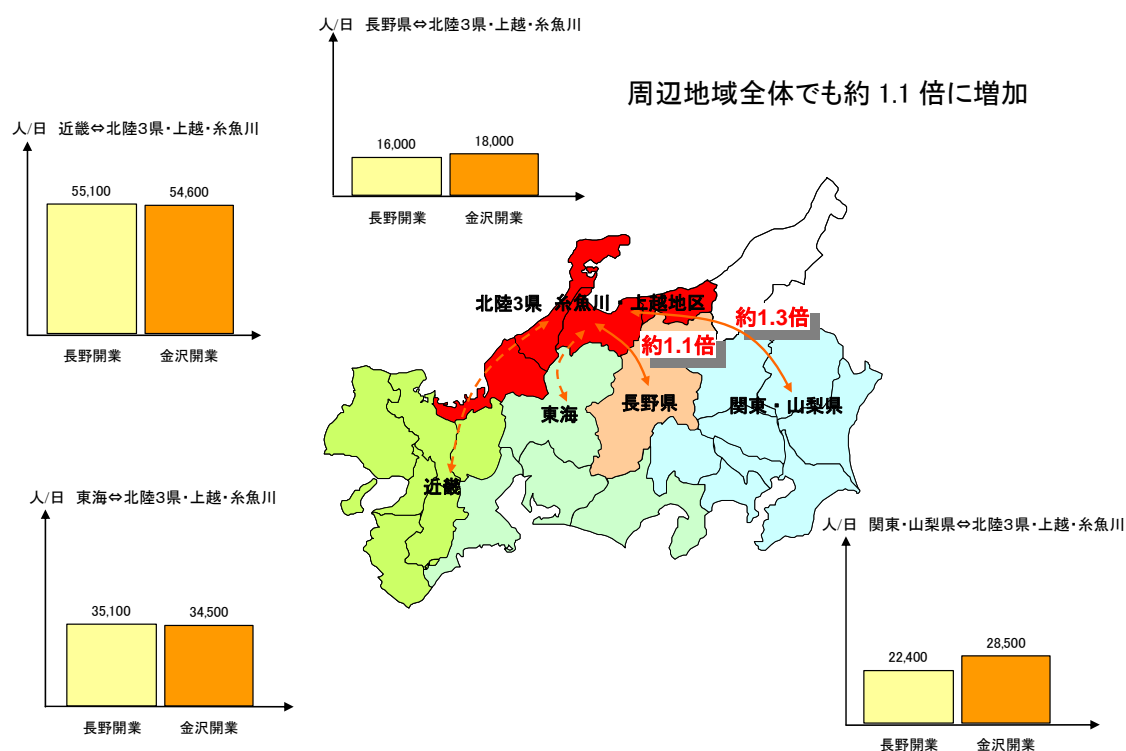 人/日 長野県⇔北陸3県・上越・糸魚川
16,000
18,000
長野開業
金沢開業
周辺地域全体でも約 1.1 倍に増加
人/日 近畿⇔北陸3県・上越・糸魚川
55,100
54,600
長野開業
金沢開業
北陸3県 糸魚川・上越地区
約1.3倍
約1.1倍
東海
長野県
関東・山梨県
近畿
人/日 東海⇔北陸3県・上越・糸魚川
35,100
34,500
長野開業
金沢開業
人/日 関東・山梨県⇔北陸3県・上越・糸魚川
22,400
28,500
長野開業
金沢開業